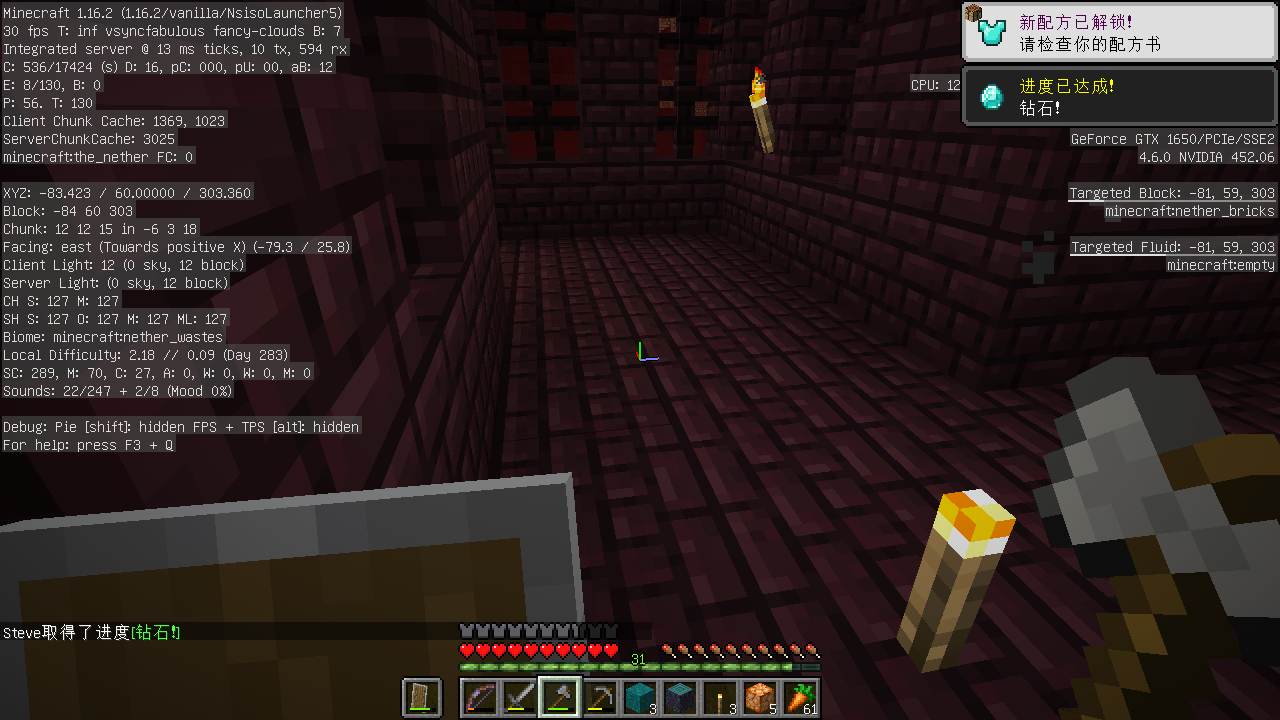 Minecraft 1.16.2 (1.16.2/vanilla/NsisoLauncher5)
30 fps T: inf vsyncfabulous fancy-clouds B: 7
Integrated server @ 13 ms ticks, 10 tx, 594 rx
C: 536/17424 (s) D: 16, pC: 000, pU: 00, aB: 12
E: 8/130, B: 0
P: 56. T: 130
Client Chunk Cache: 1369, 1023
ServerChunkCache: 3025
minecraft:the_nether FC: 0
XYZ: -83.423 / 60.00000 / 303.360
Block: -84 60 303
Chunk: 12 12 15 in -6 3 18
Facing: east (Towards positive X) (-79.3 / 25.8)
Client Light: 12 (0 sky, 12 block)
Server Light: (0 sky, 12 block)
CH S: 127 M: 127
SH S: 127 O: 127 M: 127 ML: 127
Biome: minecraft:nether_wastes
Local Difficulty: 2.18 // 0.09 (Day 283)
SC: 289, M: 70, C: 27, A: 0, W: 0, W: 0, M: 0
Sounds: 22/247 + 2/8 (Mood 0%)
Debug: Pie [shift]: hidden FPS + TPS [alt]: hidden
For help: press F3 + Q
新配方已解锁!
请检查你的配方书
CPU: 12
进度已达成!
钻石!
GeForce GTX 1650/PCIe/SSE2
4.6.0 NVIDIA 452.06
Targeted Block: -81, 59, 303
minecraft:nether_bricks
Targeted Fluid: -81, 59, 303
minecraft:empty
Steve取得了进度[钻石!]
31
3
3
5
61